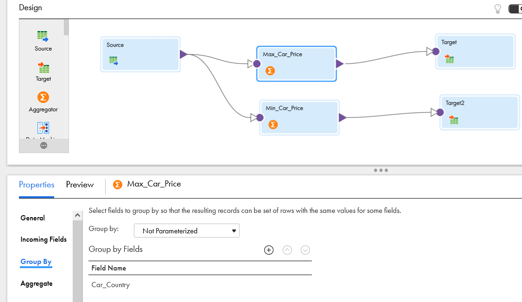 Design
Source
Target
Aggregator
Source
Max_Car_Price
Min_Car_Price
Target
Target2
Properties
Preview
Max_Car_Price
General
Incoming Fields
Group By
Aggregate
Select fields to group by so that the resulting records can be set of rows with the same values for some fields.
Group by: Not Parameterized
Group by Fields
Field Name
Car_Country